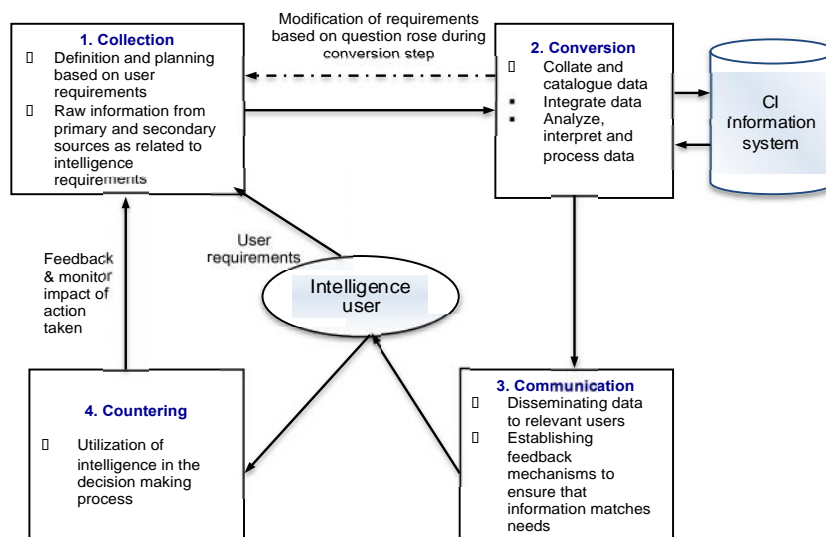 Modification of requirements
based on question rose during
conversion step
1. Collection
▯ Definition and planning
based on user
requirements
▯ Raw information from
primary and secondary
sources as related to
intelligence
requirements
2. Conversion
▯ Collate and
catalogue data
▪ Integrate data
▪ Analyze,
interpret and
process data
CI
information
system
User
requirements
Feedback
& monitor
impact of
action
taken
Intelligence
user
4. Countering
▯ Utilization of
intelligence in the
decision making
process
3. Communication
▯ Disseminating data
to relevant users
▯ Establishing
feedback
mechanisms to
ensure that
information matches
needs